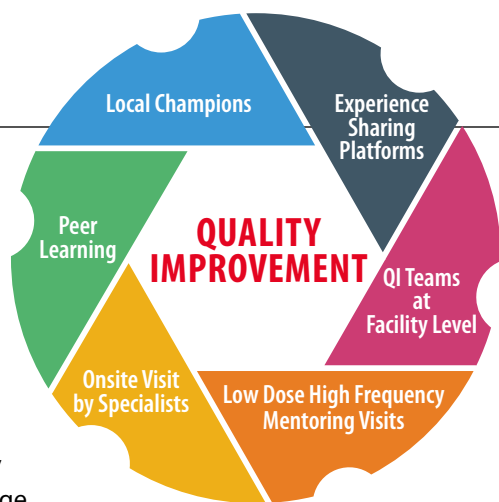 Local Champions
Experience
Sharing
Platforms
Peer
Learning
QUALITY
IMPROVEMENT
QI Teams
at
Facility Level
Onsite Visit
by Specialists
Low Dose High Frequency
Mentoring Visits